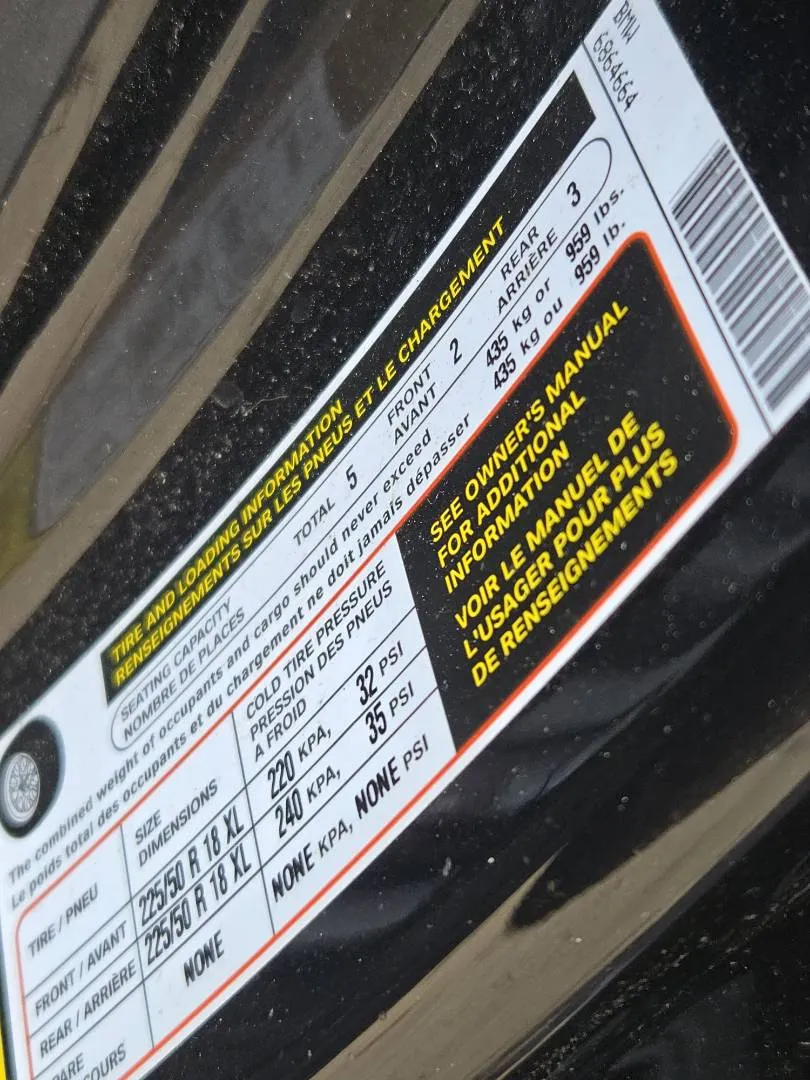 BMW
6864664
TIRE AND LOADING INFORMATION
RENSEIGNEMENTS SUR LES PNEUS ET LE CHARGEMENT
SEATING CAPACITY
NOMBRE DE PLACES
TOTAL 5
FRONT
AVANT
2
REAR
ARRIÈRE
3
The combined weight of occupants and cargo should never exceed 435 kg or 959 lbs.
Le poids total des occupants et du chargement ne doit jamais dépasser 435 kg ou 959 lb.
TIRE / PNEU
SIZE
DIMENSIONS
COLD TIRE PRESSURE
PRESSION DES PNEUS
A FROID
FRONT / AVANT 225/50 R 18 XL 220 KPA, 32 PSI
REAR / ARRIÈRE 225/50 R 18 XL 240 KPA, 35 PSI
NONE NONE KPA, NONE PSI
SEE OWNER'S MANUAL
FOR ADDITIONAL
INFORMATION
VOIR LE MANUEL DE
L'USAGER POUR PLUS
DE RENSEIGNEMENTS